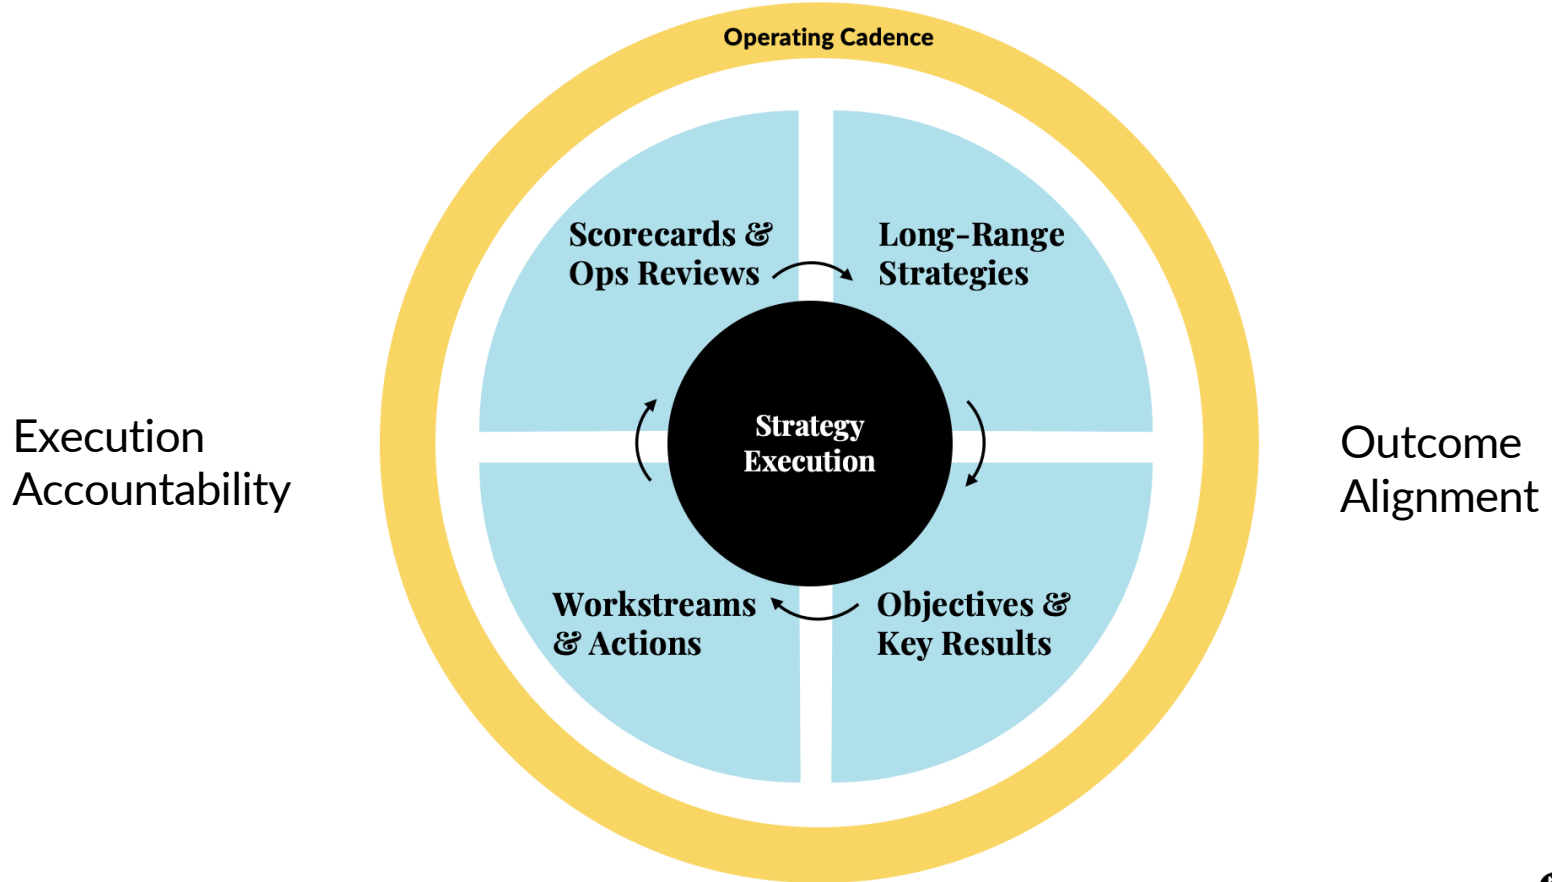 Operating Cadence
Scorecards &
Ops Reviews
Long-Range
Strategies
Execution
Accountability
Strategy
Execution
Outcome
Alignment
Workstreams
& Actions
Objectives &
Key Results